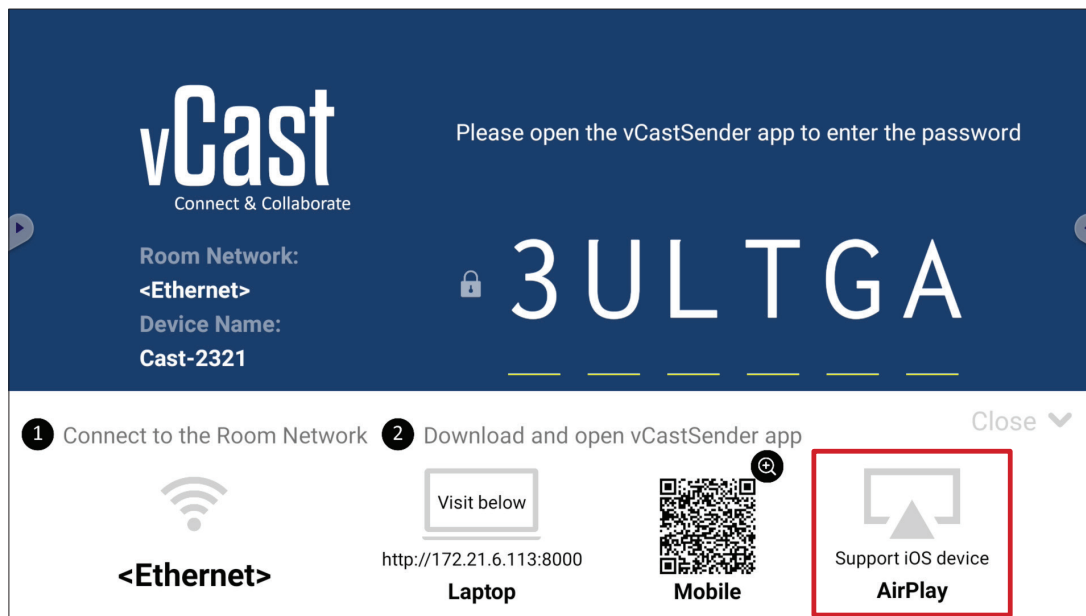 vCast
Connect & Collaborate
Please open the vCastSender app to enter the password
Room Network:
<Ethernet>
Device Name:
Cast-2321
3ULTGA
1 Connect to the Room Network
2 Download and open vCastSender app
Close
<Ethernet>
Visit below
http://172.21.6.113:8000
Laptop
Mobile
Support iOS device
AirPlay